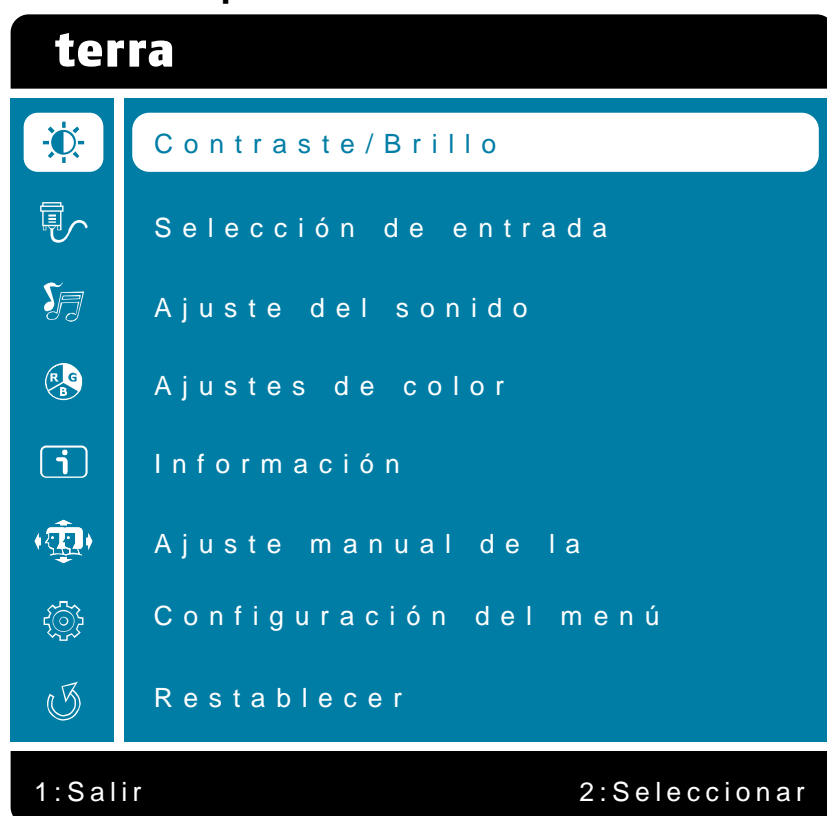 terra
Contraste/Brillo
Selección de entrada
Ajuste del sonido
R G
B
Ajustes de color
Información
Ajuste manual de la
Configuración del menú
Restablecer
1:Salir 2:Seleccionar